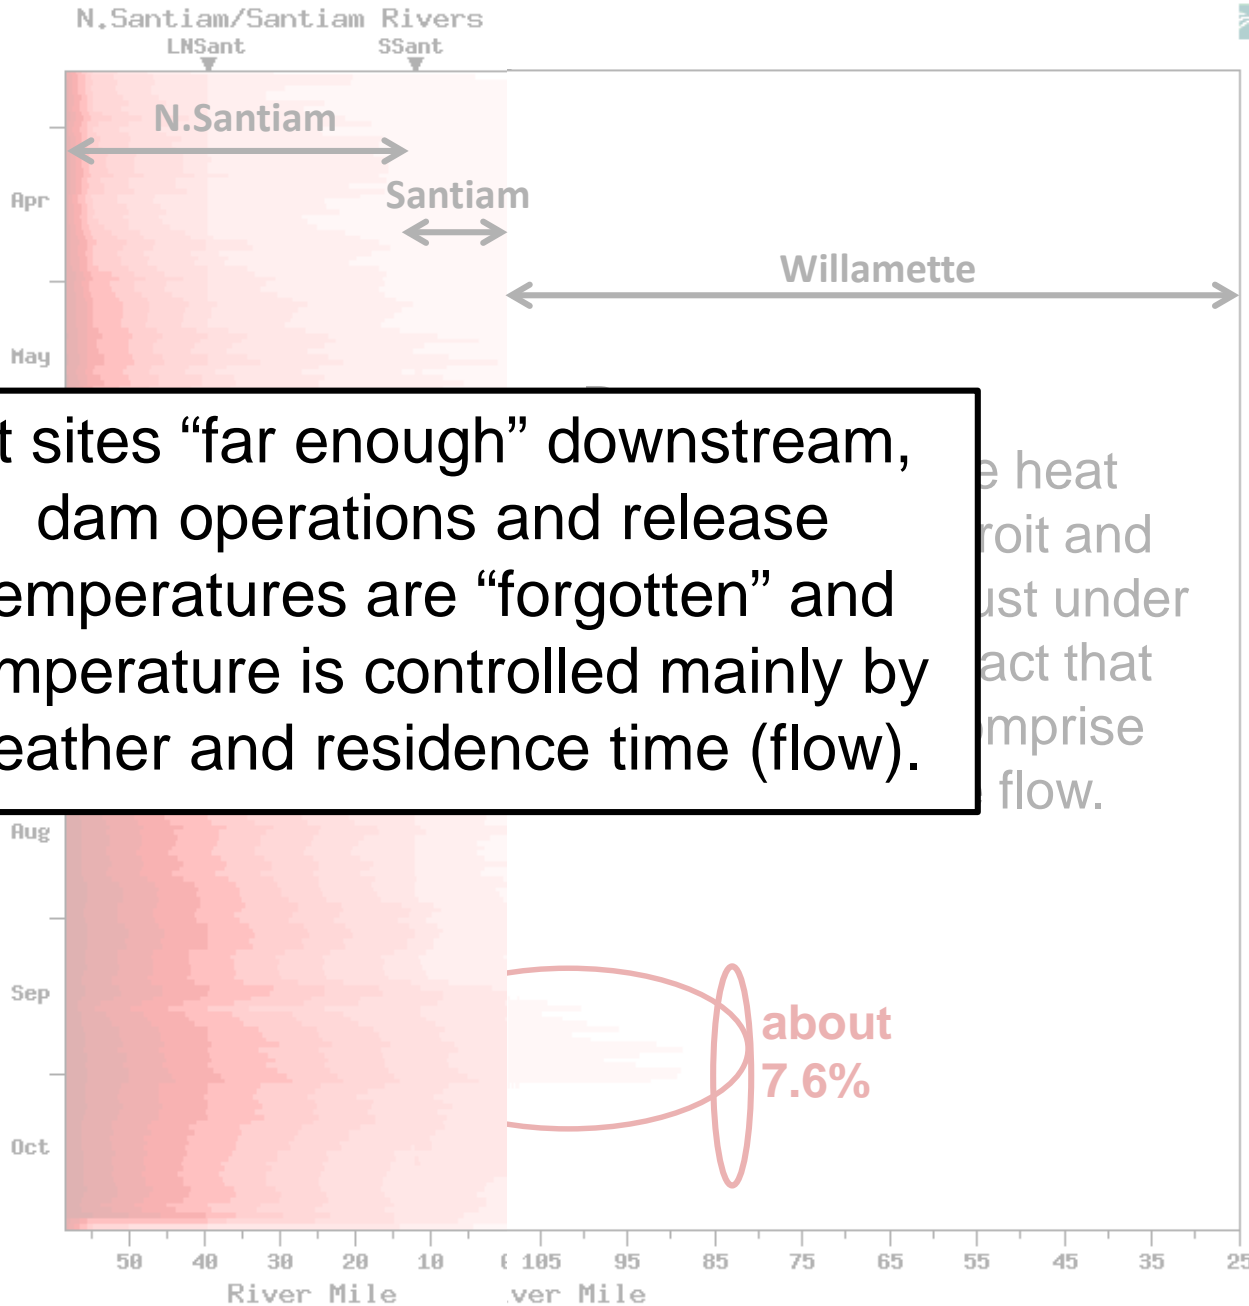 N.Santiam/Santiam Rivers
LNSant SSant
N.Santiam
Santiam
Willamette
Apr
May
t sites “far enough” downstream,
dam operations and release
emperatures are “forgotten” and
mperature is controlled mainly by
eather and residence time (flow).
e heat
roit and
ust under
act that
omprise
flow.
Aug
Sep
Oct
about
7.6%
50 40 30 20 10 105 95 85 75 65 55 45 35 25
River Mile ver Mile